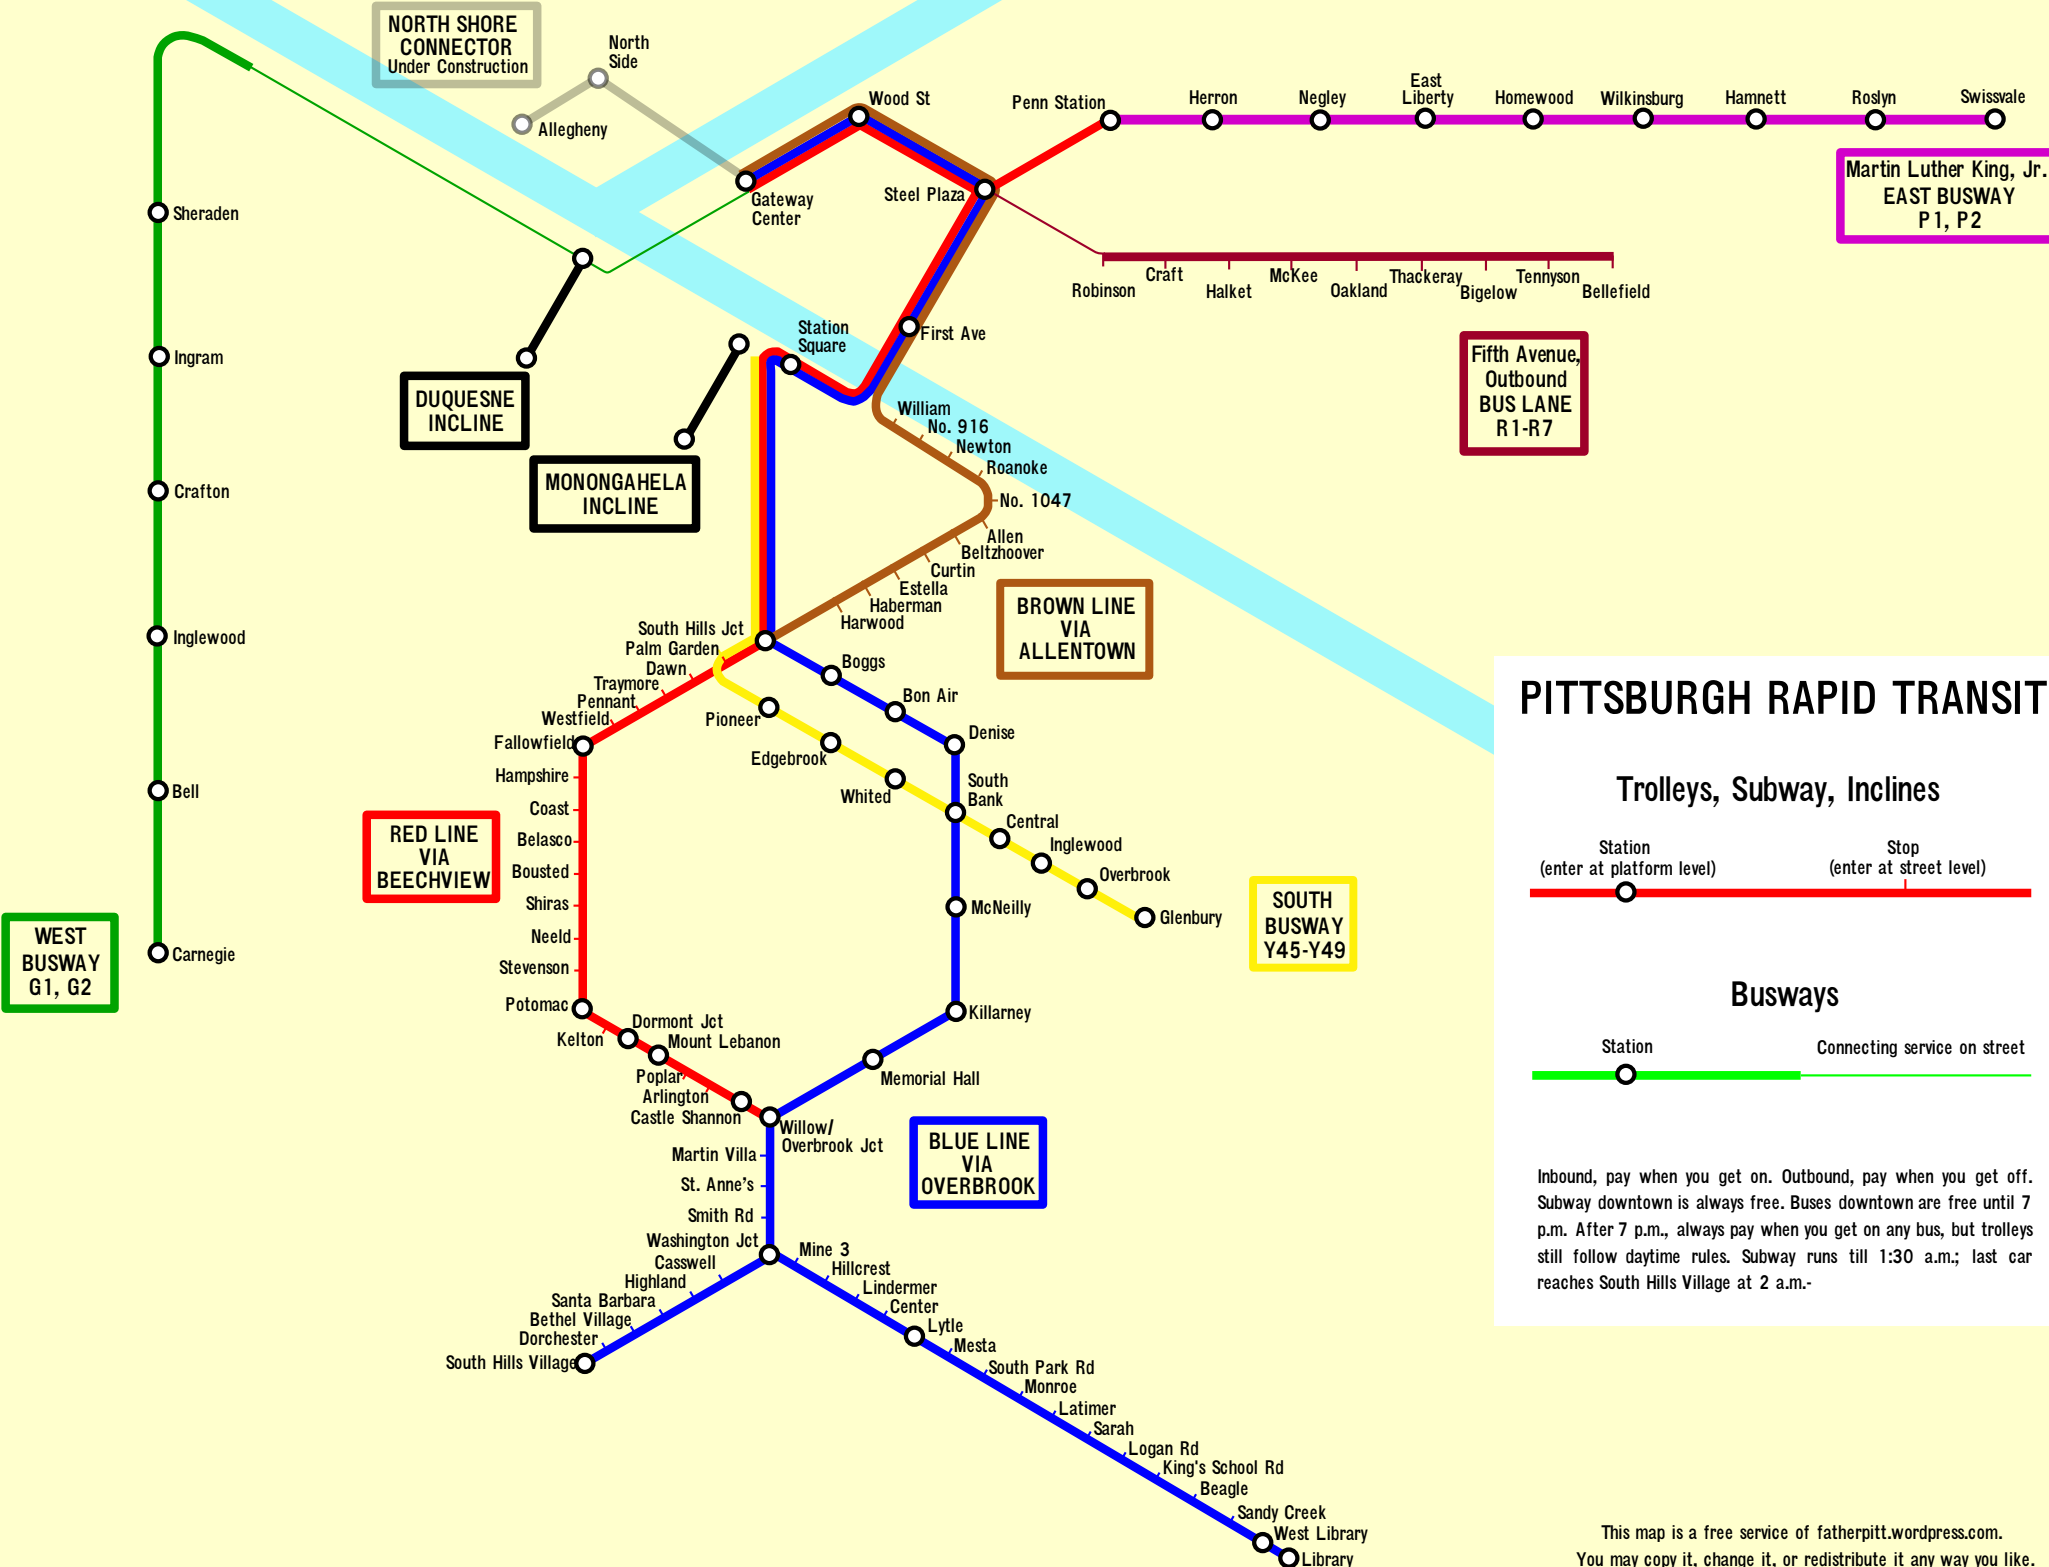 NORTH SHORE
CONNECTOR
Under Construction
North
Side
Allegheny
Wood St
Gateway
Center
Steel Plaza
Penn Station
Herron
Negley
East
Liberty
Homewood
Wilkinsburg
Hamnett
Roslyn
Swissvale
Martin Luther King, Jr.
EAST BUSWAY
P1, P2
Robinson
Craft
Halket
McKee
Oakland
Thackeray
Bigelow
Tennyson
Bellefield
Fifth Avenue,
Outbound
BUS LANE
R1-R7
First Ave
Station
Square
Sheraden
Ingram
Crafton
Inglewood
Bell
Carnegie
WEST
BUSWAY
G1, G2
DUQUESNE
INCLINE
MONONGAHELA
INCLINE
William
No. 916
Newton
Roanoke
No. 1047
Allen
Beltzhoover
Curtin
Estella
Haberman
Harwood
BROWN LINE
VIA
ALLENTOWN
South Hills Jct
Palm Garden
Dawn
Traymore
Pennant
Westfield
Fallowfield
Hampshire
Coast
Belasco
Bousted
Shiras
Neeld
Stevenson
Potomac
Kelton
Dormont Jct
Mount Lebanon
Poplar
Arlington
Castle Shannon
Willow/
Overbrook Jct
RED LINE
VIA
BEECHVIEW
Boggs
Bon Air
Denise
South
Bank
McNeilly
Killarney
Memorial Hall
Pioneer
Edgebrook
Whited
Central
Inglewood
Overbrook
Glenbury
SOUTH
BUSWAY
Y45-Y49
BLUE LINE
VIA
OVERBROOK
Martin Villa
St. Anne's
Smith Rd
Washington Jct
Casswell
Highland
Santa Barbara
Bethel Village
Dorchester
South Hills Village
Mine 3
Hillcrest
Lindermer
Center
Lytle
Mesta
South Park Rd
Monroe
Latimer
Sarah
Logan Rd
King's School Rd
Beagle
Sandy Creek
West Library
Library
PITTSBURGH RAPID TRANSIT
Trolleys, Subway, Inclines
Station
(enter at platform level)
Stop
(enter at street level)
Busways
Station
Connecting service on street
Inbound, pay when you get on. Outbound, pay when you get off.
Subway downtown is always free. Buses downtown are free until 7
p.m. After 7 p.m., always pay when you get on any bus, but trolleys
still follow daytime rules. Subway runs till 1:30 a.m.; last car
reaches South Hills Village at 2 a.m.-
This map is a free service of fatherpitt.wordpress.com.
You may copy it, change it, or redistribute it any way you like.